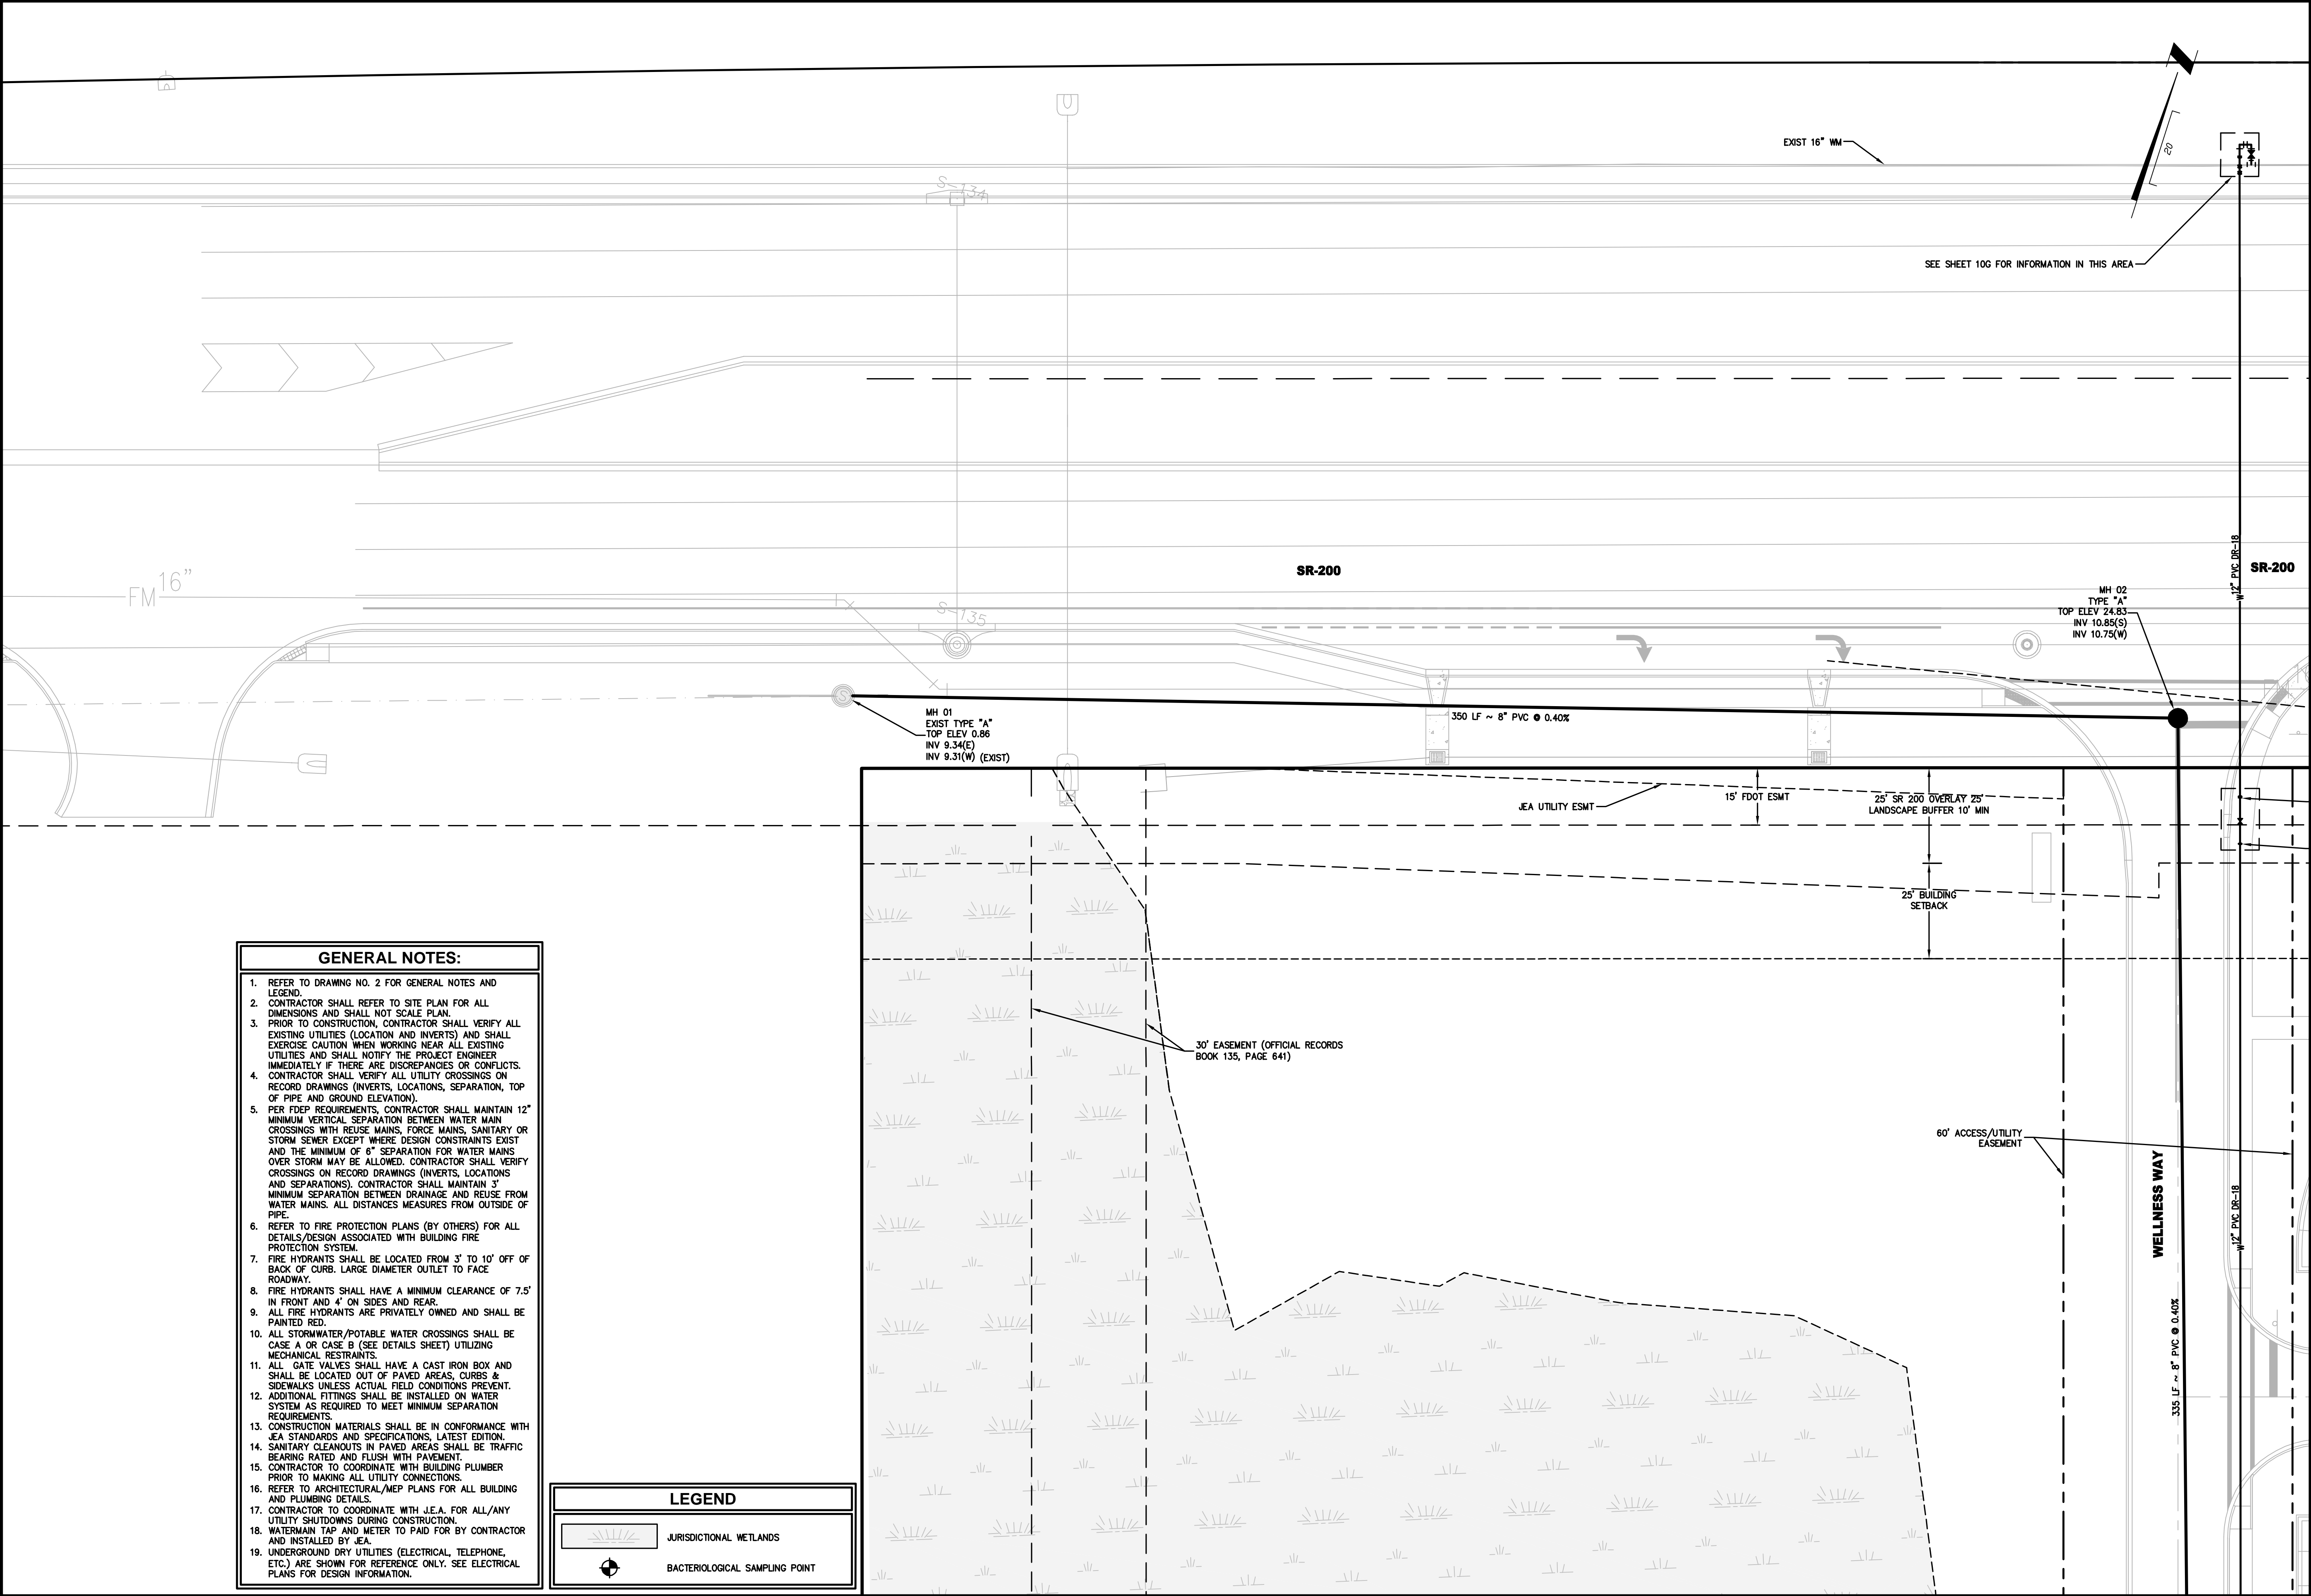 S-134
EXIST 16" WM
20
SEE SHEET 10G FOR INFORMATION IN THIS AREA
FM 16"
S-135
SR-200
SR-200
W 12" PVC DR-18
MH 02
TYPE "A"
TOP ELEV 24.83
INV 10.85(S)
INV 10.75(W)
S
MH 01
EXIST TYPE "A"
TOP ELEV 0.86
INV 9.34(E)
INV 9.31(W) (EXIST)
350 LF ~ 8" PVC @ 0.40%
JEA UTILITY ESMT
15' FDOT ESMT
25' SR 200 OVERLAY 25'
LANDSCAPE BUFFER 10' MIN
25' BUILDING
SETBACK
30' EASEMENT (OFFICIAL RECORDS
BOOK 135, PAGE 641)
60' ACCESS/UTILITY
EASEMENT
WELLNESS WAY
W 12" PVC DR-18
335 LF ~ 8" PVC @ 0.40%
GENERAL NOTES:
1. REFER TO DRAWING NO. 2 FOR GENERAL NOTES AND
LEGEND.
2. CONTRACTOR SHALL REFER TO SITE PLAN FOR ALL
DIMENSIONS AND SHALL NOT SCALE PLAN.
3. PRIOR TO CONSTRUCTION, CONTRACTOR SHALL VERIFY ALL
EXISTING UTILITIES (LOCATION AND INVERTS) AND SHALL
EXERCISE CAUTION WHEN WORKING NEAR ALL EXISTING
UTILITIES AND SHALL NOTIFY THE PROJECT ENGINEER
IMMEDIATELY IF THERE ARE DISCREPANCIES OR CONFLICTS.
4. CONTRACTOR SHALL VERIFY ALL UTILITY CROSSINGS ON
RECORD DRAWINGS (INVERTS, LOCATIONS, SEPARATION, TOP
OF PIPE AND GROUND ELEVATION).
5. PER FDEP REQUIREMENTS, CONTRACTOR SHALL MAINTAIN 12"
MINIMUM VERTICAL SEPARATION BETWEEN WATER MAIN
CROSSINGS WITH REUSE MAINS, FORCE MAINS, SANITARY OR
STORM SEWER EXCEPT WHERE DESIGN CONSTRAINTS EXIST
AND THE MINIMUM OF 6" SEPARATION FOR WATER MAINS
OVER STORM MAY BE ALLOWED. CONTRACTOR SHALL VERIFY
CROSSINGS ON RECORD DRAWINGS (INVERTS, LOCATIONS
AND SEPARATIONS). CONTRACTOR SHALL MAINTAIN 3'
MINIMUM SEPARATION BETWEEN DRAINAGE AND REUSE FROM
WATER MAINS. ALL DISTANCES MEASURES FROM OUTSIDE OF
PIPE.
6. REFER TO FIRE PROTECTION PLANS (BY OTHERS) FOR ALL
DETAILS/DESIGN ASSOCIATED WITH BUILDING FIRE
PROTECTION SYSTEM.
7. FIRE HYDRANTS SHALL BE LOCATED FROM 3' TO 10' OFF OF
BACK OF CURB. LARGE DIAMETER OUTLET TO FACE
ROADWAY.
8. FIRE HYDRANTS SHALL HAVE A MINIMUM CLEARANCE OF 7.5'
IN FRONT AND 4' ON SIDES AND REAR.
9. ALL FIRE HYDRANTS ARE PRIVATELY OWNED AND SHALL BE
PAINTED RED.
10. ALL STORMWATER/POTABLE WATER CROSSINGS SHALL BE
CASE A OR CASE B (SEE DETAILS SHEET) UTILIZING
MECHANICAL RESTRAINTS.
11. ALL GATE VALVES SHALL HAVE A CAST IRON BOX AND
SHALL BE LOCATED OUT OF PAVED AREAS, CURBS &
SIDEWALKS UNLESS ACTUAL FIELD CONDITIONS PREVENT.
12. ADDITIONAL FITTINGS SHALL BE INSTALLED ON WATER
SYSTEM AS REQUIRED TO MEET MINIMUM SEPARATION
REQUIREMENTS.
13. CONSTRUCTION MATERIALS SHALL BE IN CONFORMANCE WITH
JEA STANDARDS AND SPECIFICATIONS, LATEST EDITION.
14. SANITARY CLEANOUTS IN PAVED AREAS SHALL BE TRAFFIC
BEARING RATED AND FLUSH WITH PAVEMENT.
15. CONTRACTOR TO COORDINATE WITH BUILDING PLUMBER
PRIOR TO MAKING ALL UTILITY CONNECTIONS.
16. REFER TO ARCHITECTURAL/MEP PLANS FOR ALL BUILDING
AND PLUMBING DETAILS.
17. CONTRACTOR TO COORDINATE WITH J.E.A. FOR ALL/ANY
UTILITY SHUTDOWNS DURING CONSTRUCTION.
18. WATERMAIN TAP AND METER TO PAID FOR BY CONTRACTOR
AND INSTALLED BY JEA.
19. UNDERGROUND DRY UTILITIES (ELECTRICAL, TELEPHONE,
ETC.) ARE SHOWN FOR REFERENCE ONLY. SEE ELECTRICAL
PLANS FOR DESIGN INFORMATION.
LEGEND
JURISDICTIONAL WETLANDS
BACTERIOLOGICAL SAMPLING POINT